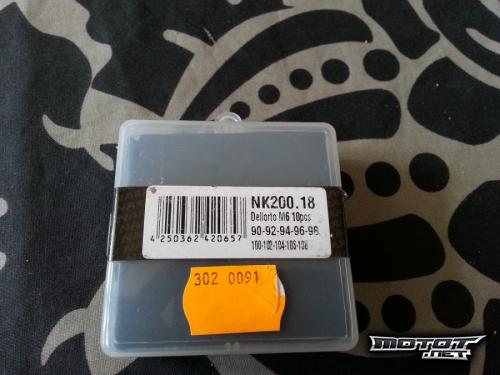 NK200.18
Dellorto M6 10pcs
90-92-94-96-98
100-102-104-106-108
4 250362 420657
302 0091
MOTOT
.NET